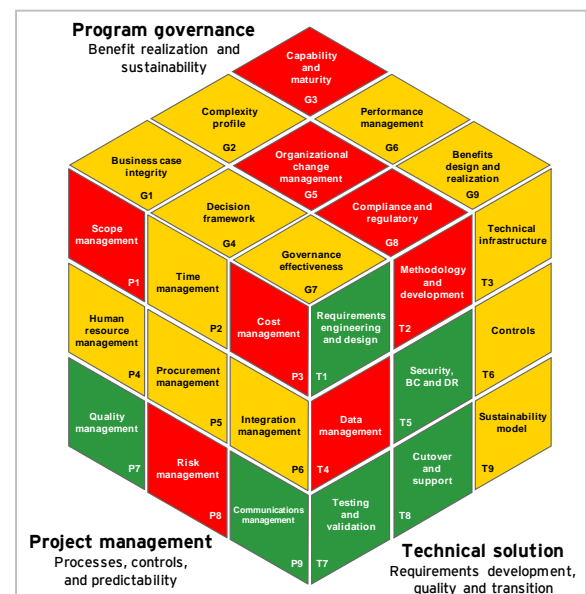 Program governance
Benefit realization and
sustainability
Capability
and
maturity
G3
Complexity
profile
G2
Performance
management
G6
Business case
integrity
G1
Organizational
change
management
G5
Benefits
design and
realization
G9
Decision
framework
G4
Compliance and
regulatory
G8
Governance
effectiveness
G7
Scope
management
P1
Time
management
P2
Cost
management
P3
Human
resource
management
P4
Procurement
management
P5
Integration
management
P6
Quality
management
P7
Risk
management
P8
Communications
management
P9
Requirements
engineering
and design
T1
Methodology
and
development
T2
Technical
infrastructure
T3
Data
management
T4
Security,
BC and DR
T5
Controls
T6
Testing
and
validation
T7
Cutover
and
support
T8
Sustainability
model
T9
Project management
Processes, controls,
and predictability
Technical solution
Requirements development,
quality and transition